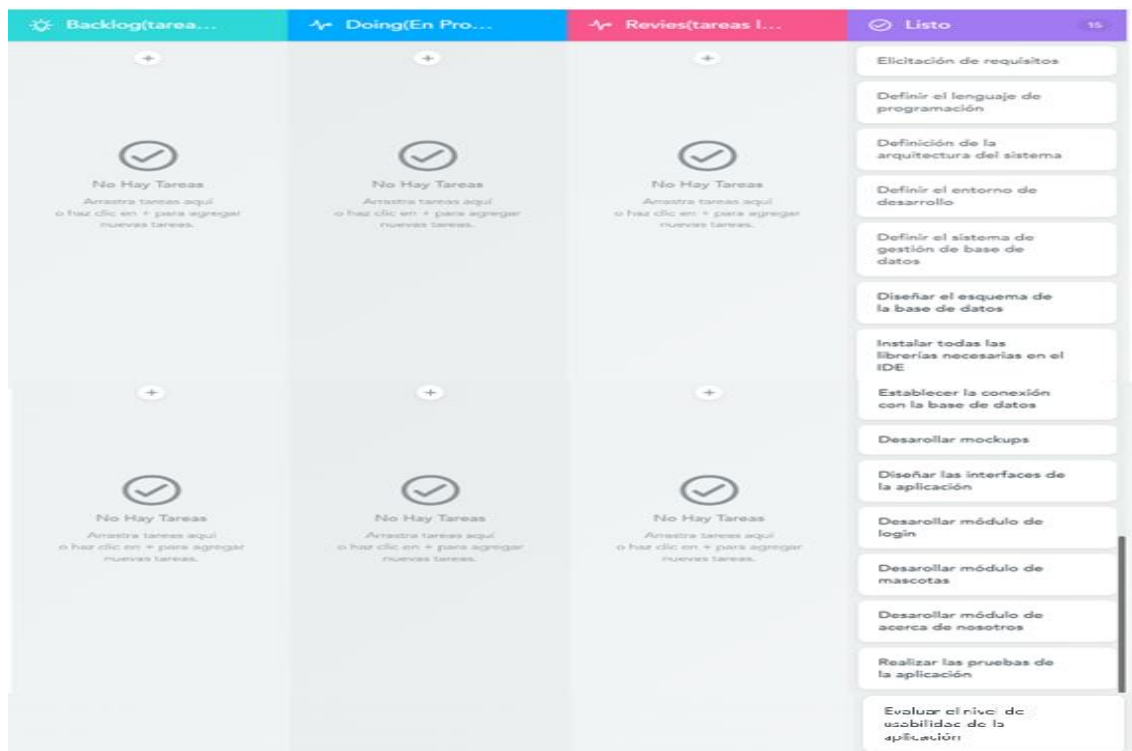 Backlog(tarea...
Doing(En Pro...
Revies(tareas l...
Listo
15
+
+
+
No Hay Tareas
Arrastra tareas aquí
o haz clic en + para agregar
nuevas tareas.
No Hay Tareas
Arrastra tareas aquí
o haz clic en + para agregar
nuevas tareas.
No Hay Tareas
Arrastra tareas aquí
o haz clic en + para agregar
nuevas tareas.
Elicitación de requisitos
Definir el lenguaje de
programación
Definición de la
arquitectura del sistema
Definir el entorno de
desarrollo
Definir el sistema de
gestión de base de
datos
Diseñar el esquema de
la base de datos
Instalar todas las
librerías necesarias en el
IDE
+
+
+
No Hay Tareas
Arrastra tareas aquí
o haz clic en + para agregar
nuevas tareas.
No Hay Tareas
Arrastra tareas aquí
o haz clic en + para agregar
nuevas tareas.
No Hay Tareas
Arrastra tareas aquí
o haz clic en + para agregar
nuevas tareas.
Establecer la conexión
con la base de datos
Desarollar mockups
Diseñar las interfaces de
la aplicación
Desarollar módulo de
login
Desarollar módulo de
mascotas
Desarollar módulo de
acerca de nosotros
Realizar las pruebas de
la aplicación
Evaluar el nivel de
usabilidad de la
aplicación